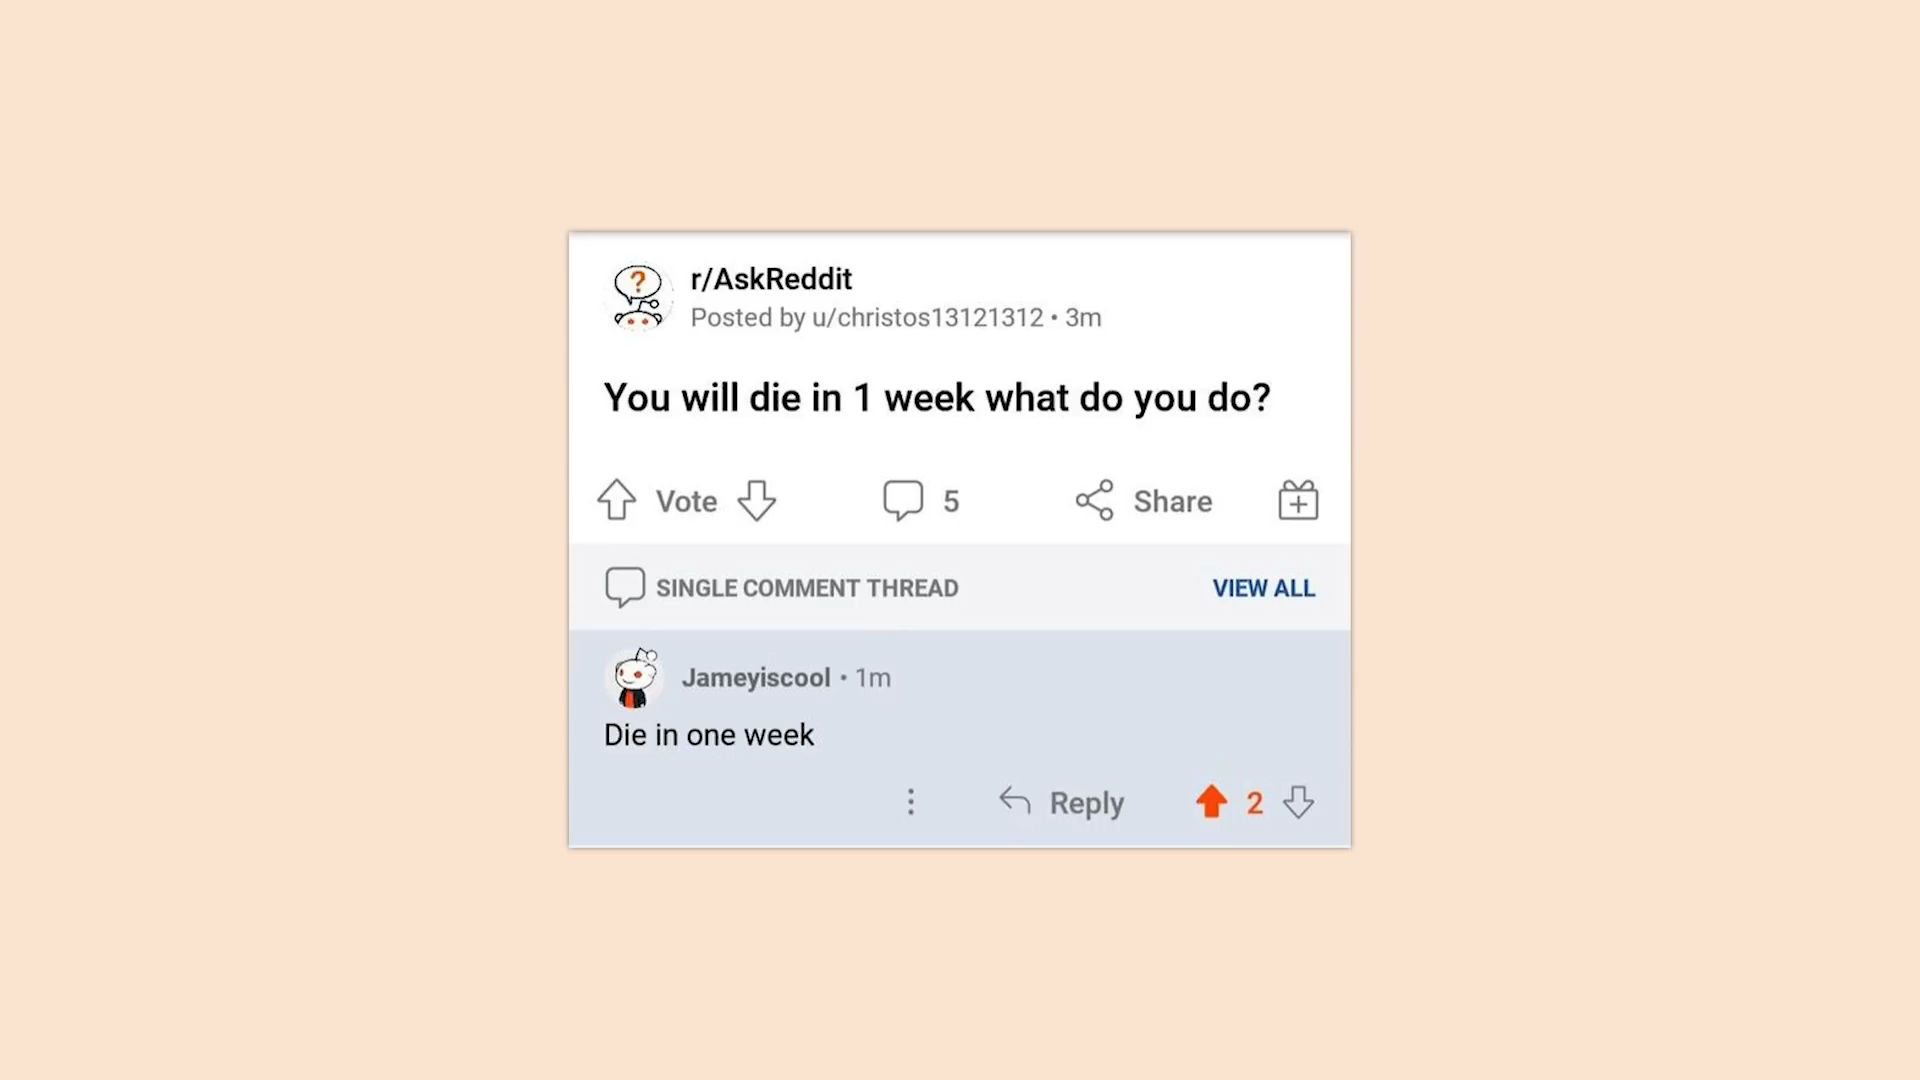 r/AskReddit
Posted by u/christos13121312 • 3m
You will die in 1 week what do you do?
Vote 5 Share
SINGLE COMMENT THREAD VIEW ALL
Jameyiscool • 1m
Die in one week
Reply 2